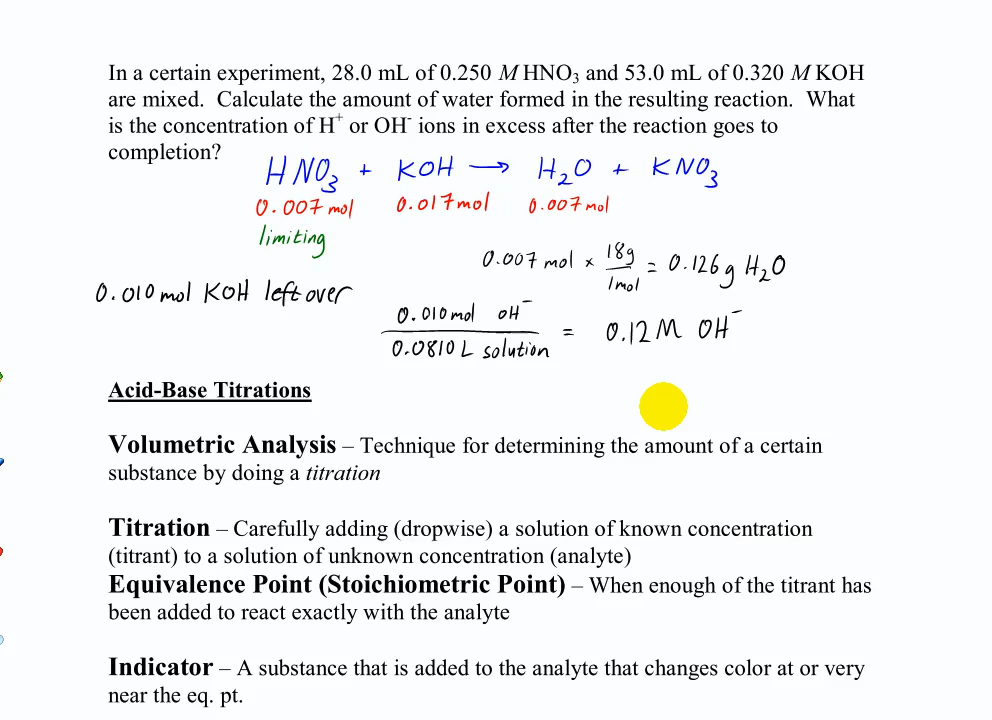 In a certain experiment, 28.0 mL of 0.250 M HNO₃ and 53.0 mL of 0.320 M KOH
are mixed. Calculate the amount of water formed in the resulting reaction. What
is the concentration of H⁺ or OH⁻ ions in excess after the reaction goes to
completion?
HNO₃ + KOH → H₂O + KNO₃
0.007 mol 0.017 mol 0.007 mol
limiting
0.007 mol × 18g/1mol = 0.126 g H₂O
0.010 mol KOH left over
0.010 mol OH⁻
0.0810 L solution
= 0.12 M OH⁻
Acid-Base Titrations
Volumetric Analysis – Technique for determining the amount of a certain
substance by doing a titration
Titration – Carefully adding (dropwise) a solution of known concentration
(titrant) to a solution of unknown concentration (analyte)
Equivalence Point (Stoichiometric Point) – When enough of the titrant has
been added to react exactly with the analyte
Indicator – A substance that is added to the analyte that changes color at or very
near the eq. pt.